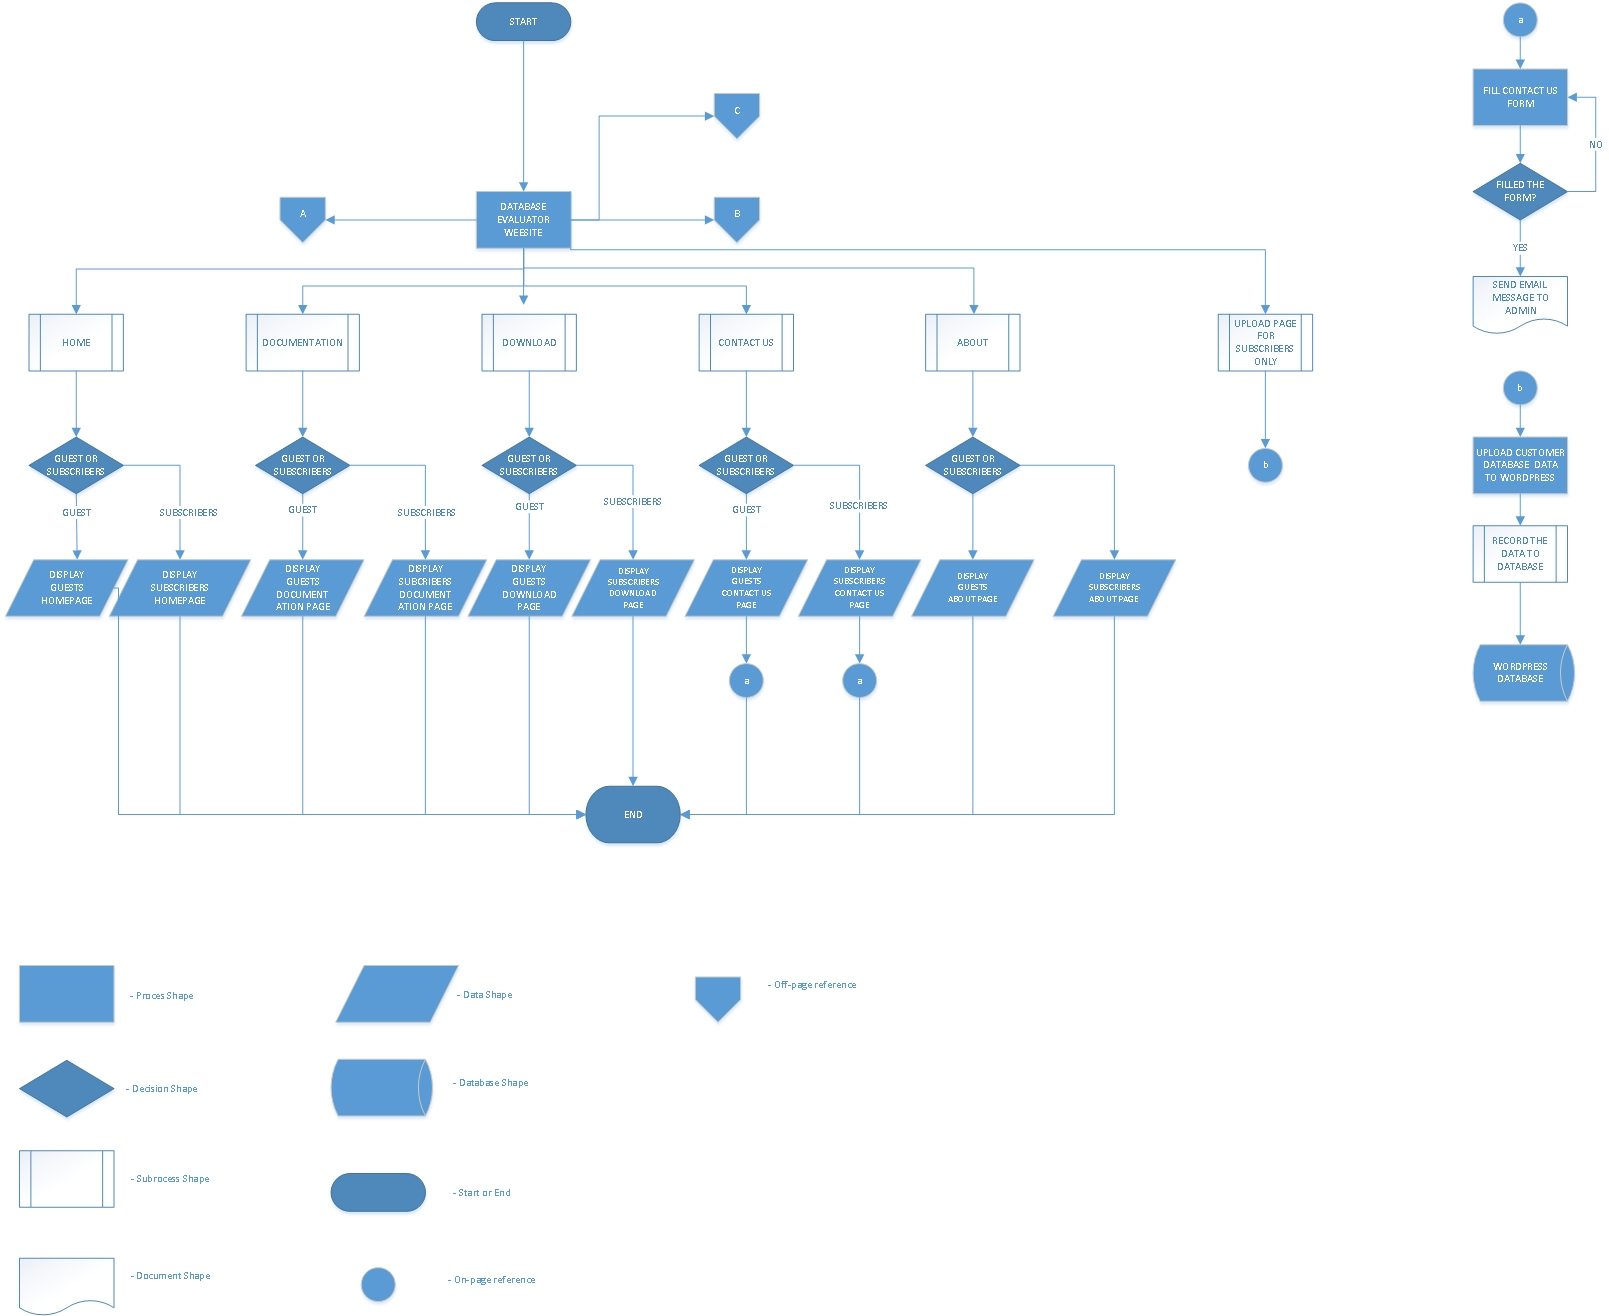 START
a
FILL CONTACT US
FORM
NO
FILLED THE
FORM?
YES
SEND EMAIL
MESSAGE TO
ADMIN
C
A
DATABASE
EVALUATOR
WEBSITE
B
HOME
DOCUMENTATION
DOWNLOAD
CONTACT US
ABOUT
UPLOAD PAGE
FOR
SUBSCRIBERS
ONLY
b
UPLOAD CUSTOMER
DATABASE DATA
TO WORDPRESS
RECORD THE
DATA TO
DATABASE
WORDPRESS
DATABASE
GUEST OR
SUBSCRIBERS
GUEST OR
SUBSCRIBERS
GUEST OR
SUBSCRIBERS
GUEST OR
SUBSCRIBERS
GUEST OR
SUBSCRIBERS
b
GUEST
SUBSCRIBERS
GUEST
SUBSCRIBERS
GUEST
SUBSCRIBERS
GUEST
SUBSCRIBERS
DISPLAY
GUESTS
HOMEPAGE
DISPLAY
SUBSCRIBERS
HOMEPAGE
DISPLAY
GUESTS
DOCUMENT
ATION PAGE
DISPLAY
SUBCRIBERS
DOCUMENT
ATION PAGE
DISPLAY
GUESTS
DOWNLOAD
PAGE
DISPLAY
SUBSCRIBERS
DOWNLOAD
PAGE
DISPLAY
GUESTS
CONTACT US
PAGE
DISPLAY
SUBSCRIBERS
CONTACT US
PAGE
DISPLAY
GUESTS
ABOUT PAGE
DISPLAY
SUBSCRIBERS
ABOUT PAGE
a
a
END
- Proces Shape
- Data Shape
- Off-page reference
- Decision Shape
- Database Shape
- Subrocess Shape
- Start or End
- Document Shape
- On-page reference